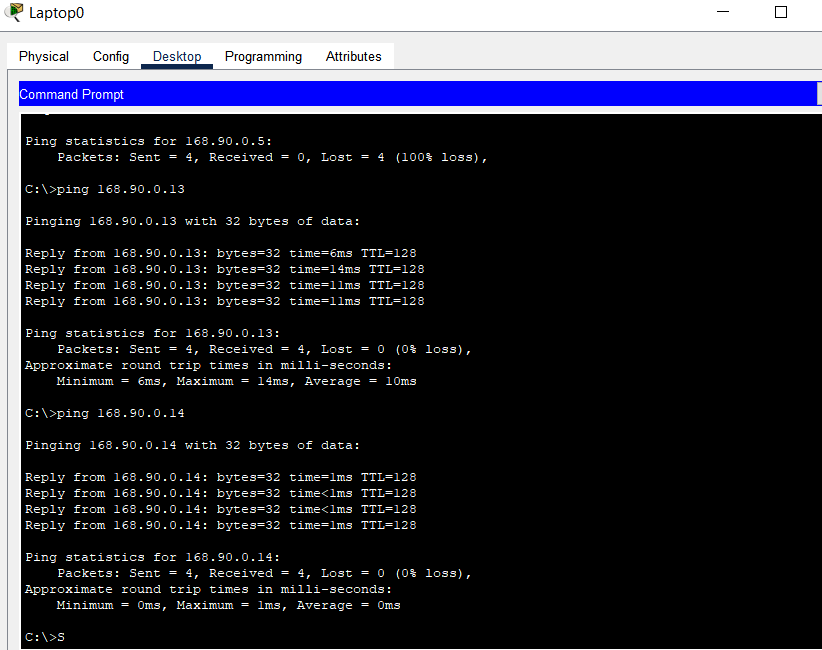 Laptop0
Physical Config Desktop Programming Attributes
Command Prompt
Ping statistics for 168.90.0.5:
Packets: Sent = 4, Received = 0, Lost = 4 (100% loss),
C:\>ping 168.90.0.13
Pinging 168.90.0.13 with 32 bytes of data:
Reply from 168.90.0.13: bytes=32 time=6ms TTL=128
Reply from 168.90.0.13: bytes=32 time=14ms TTL=128
Reply from 168.90.0.13: bytes=32 time=11ms TTL=128
Reply from 168.90.0.13: bytes=32 time=11ms TTL=128
Ping statistics for 168.90.0.13:
Packets: Sent = 4, Received = 4, Lost = 0 (0% loss),
Approximate round trip times in milli-seconds:
Minimum = 6ms, Maximum = 14ms, Average = 10ms
C:\>ping 168.90.0.14
Pinging 168.90.0.14 with 32 bytes of data:
Reply from 168.90.0.14: bytes=32 time=1ms TTL=128
Reply from 168.90.0.14: bytes=32 time<1ms TTL=128
Reply from 168.90.0.14: bytes=32 time<1ms TTL=128
Reply from 168.90.0.14: bytes=32 time=1ms TTL=128
Ping statistics for 168.90.0.14:
Packets: Sent = 4, Received = 4, Lost = 0 (0% loss),
Approximate round trip times in milli-seconds:
Minimum = 0ms, Maximum = 1ms, Average = 0ms
C:\>S